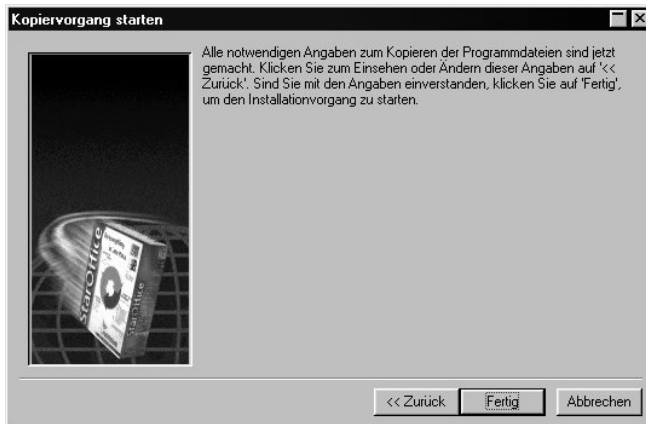 Kopiervorgang starten
Alle notwendigen Angaben zum Kopieren der Programmdateien sind jetzt
gemacht. Klicken Sie zum Einsehen oder Ändern dieser Angaben auf '<<
Zurück'. Sind Sie mit den Angaben einverstanden, klicken Sie auf 'Fertig',
um den Installationvorgang zu starten.
StarOffice
StarOffice
<< Zurück
Fertig
Abbrechen